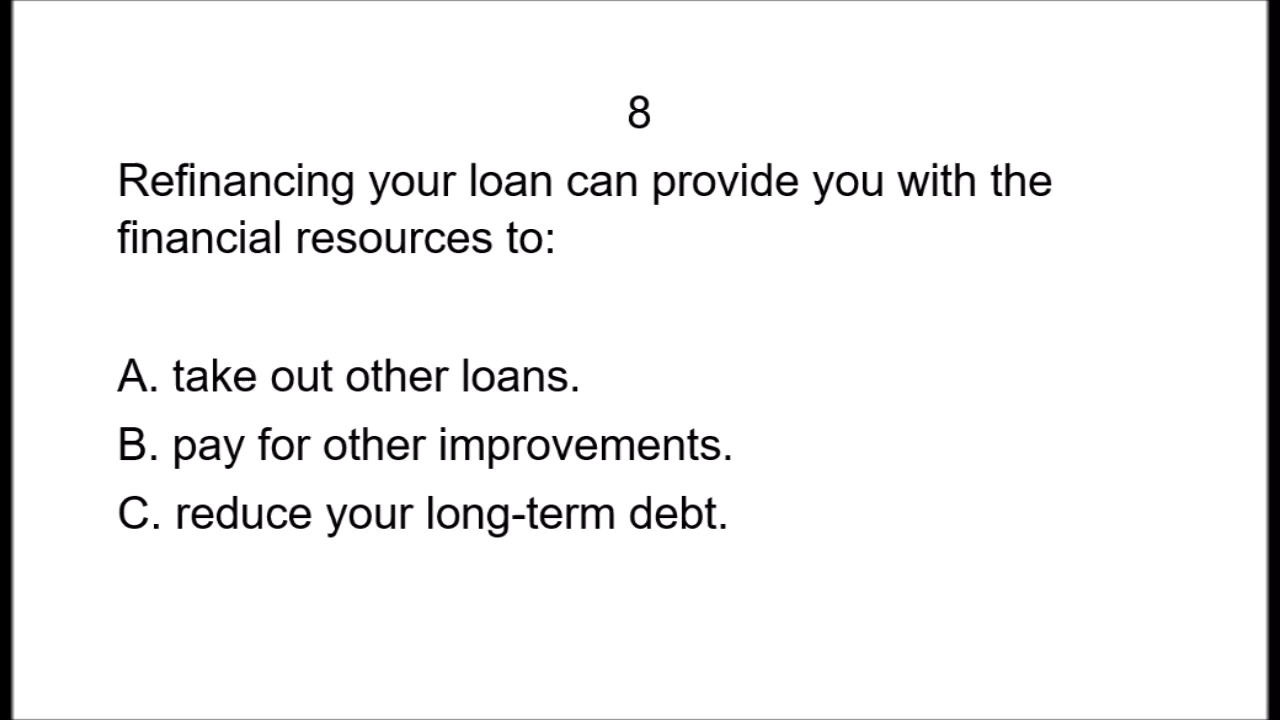 8
Refinancing your loan can provide you with the
financial resources to:
A. take out other loans.
B. pay for other improvements.
C. reduce your long-term debt.